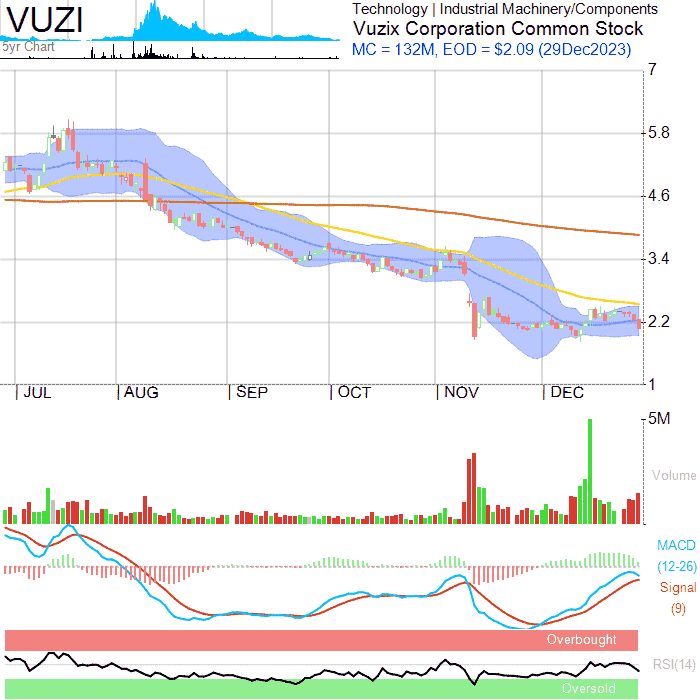 VUZI
5yr Chart
Technology | Industrial Machinery/Components
Vuzix Corporation Common Stock
MC = 132M, EOD = $2.09 (29Dec2023)
7
5.8
4.6
3.4
2.2
1
JUL
AUG
SEP
OCT
NOV
DEC
5M
Volume
MACD
(12-26)
Signal
(9)
Overbought
RSI(14)
Oversold